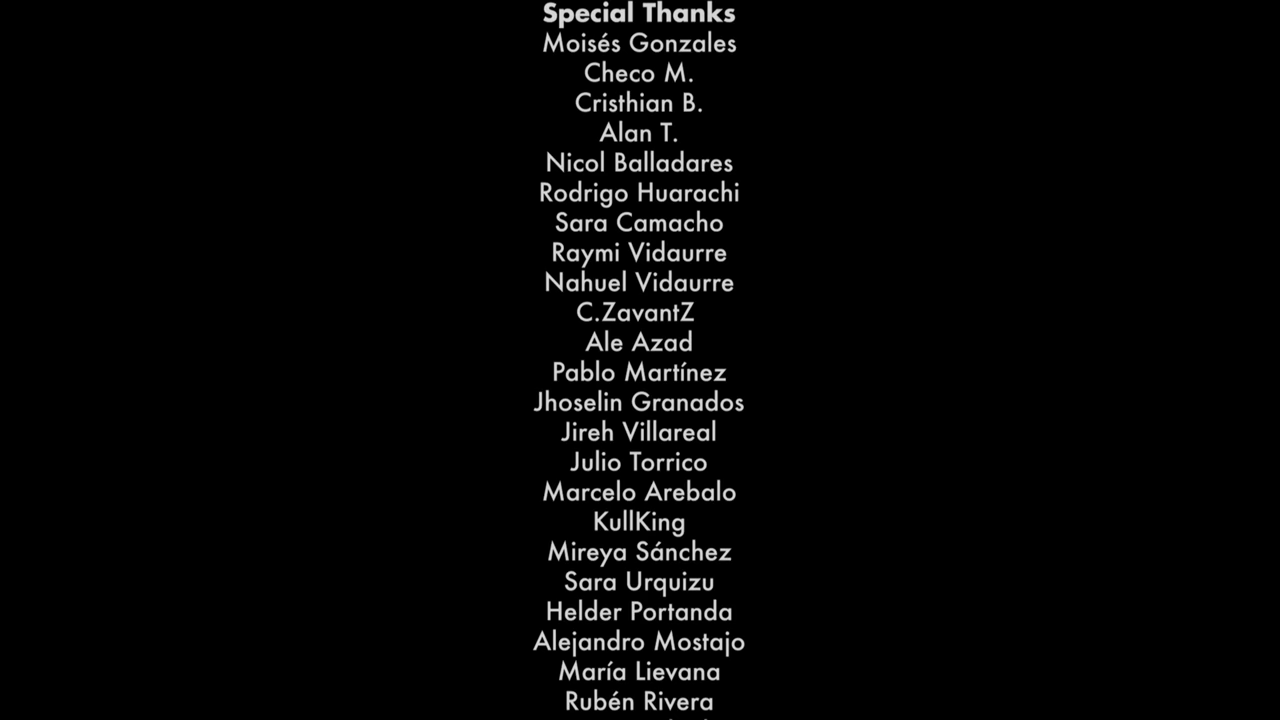 Special Thanks
Moisés Gonzales
Checo M.
Cristhian B.
Alan T.
Nicol Balladares
Rodrigo Huarachi
Sara Camacho
Raymi Vidaurre
Nahuel Vidaurre
C.ZavantZ
Ale Azad
Pablo Martínez
Jhoselin Granados
Jireh Villareal
Julio Torrico
Marcelo Arebalo
KullKing
Mireya Sánchez
Sara Urquizu
Helder Portanda
Alejandro Mostajo
María Lievana
Rubén Rivera